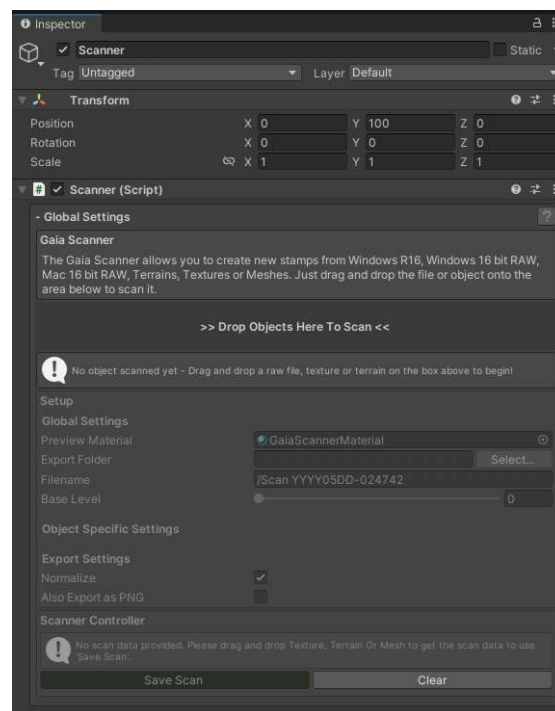 Inspector
Scanner Static
Tag Untagged Layer Default
Transform
Position X 0 Y 100 Z 0
Rotation X 0 Y 0 Z 0
Scale X 1 Y 1 Z 1
# Scanner (Script)
- Global Settings ?
Gaia Scanner
The Gaia Scanner allows you to create new stamps from Windows R16, Windows 16 bit RAW,
Mac 16 bit RAW, Terrains, Textures or Meshes. Just drag and drop the file or object onto the
area below to scan it.
>> Drop Objects Here To Scan <<
No object scanned yet - Drag and drop a raw file, texture or terrain on the box above to begin!
Setup
Global Settings
Preview Material GaiaScannerMaterial
Export Folder Select...
Filename /Scan YYYY05DD-024742
Base Level 0
Object Specific Settings
Export Settings
Normalize
Also Export as PNG
Scanner Controller
No scan data provided. Please drag and drop Texture, Terrain Or Mesh to get the scan data to use
'Save Scan'.
Save Scan Clear